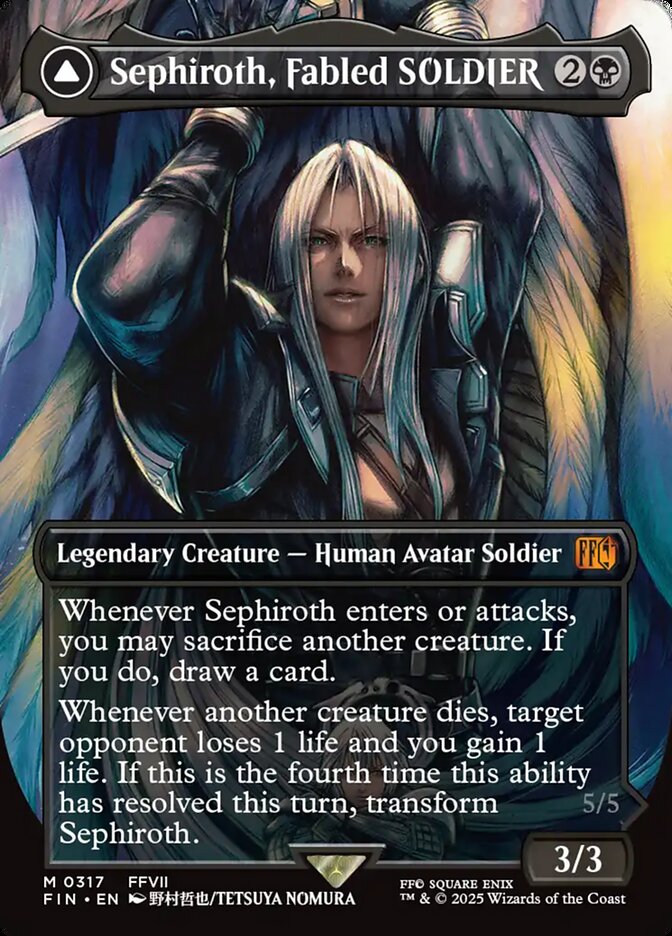 Sephiroth, Fabled SOLDIER 2
Legendary Creature — Human Avatar Soldier FF
Whenever Sephiroth enters or attacks,
you may sacrifice another creature. If
you do, draw a card.
Whenever another creature dies, target
opponent loses 1 life and you gain 1
life. If this is the fourth time this ability
has resolved this turn, transform
Sephiroth.
5/5
3/3
M 0317 FFVII
FIN • EN 野村哲也/TETSUYA NOMURA
FF© SQUARE ENIX
™ & © 2025 Wizards of the Coast